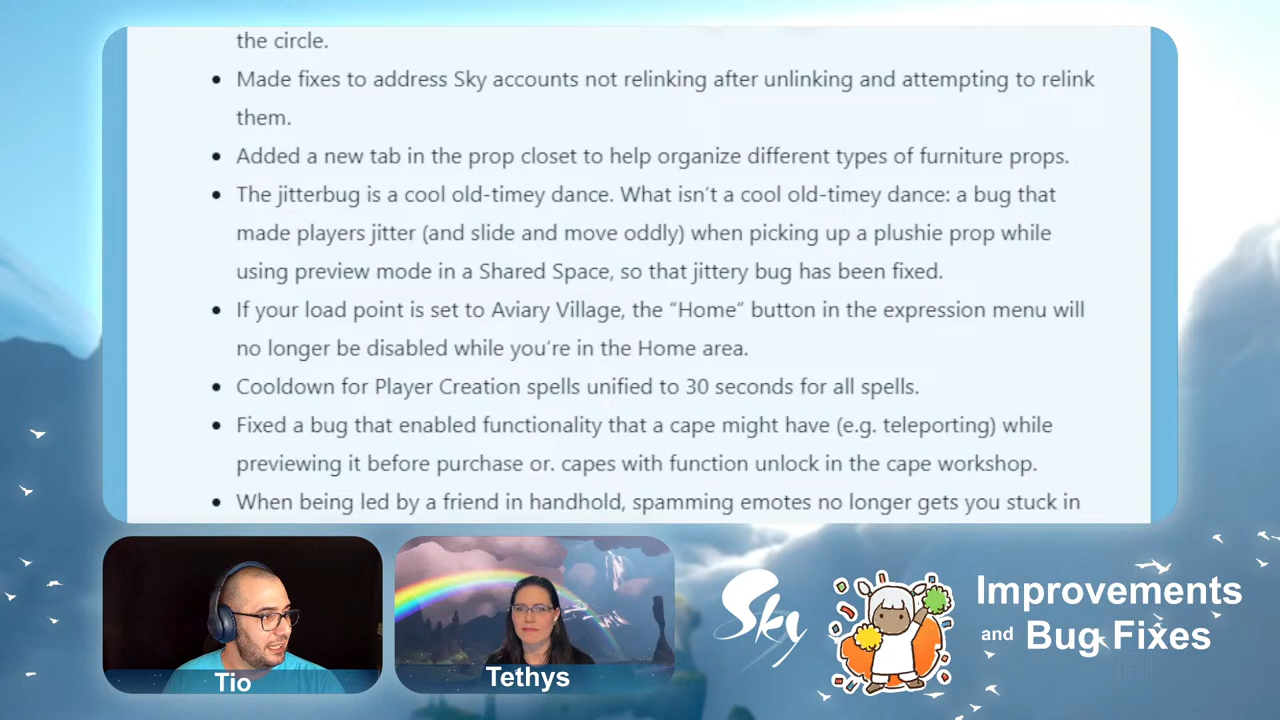 the circle.
Made fixes to address Sky accounts not relinking after unlinking and attempting to relink
them.
Added a new tab in the prop closet to help organize different types of furniture props.
The jitterbug is a cool old-timey dance. What isn't a cool old-timey dance: a bug that
made players jitter (and slide and move oddly) when picking up a plushie prop while
using preview mode in a Shared Space, so that jittery bug has been fixed.
If your load point is set to Aviary Village, the “Home” button in the expression menu will
no longer be disabled while you're in the Home area.
Cooldown for Player Creation spells unified to 30 seconds for all spells.
Fixed a bug that enabled functionality that a cape might have (e.g. teleporting) while
previewing it before purchase or. capes with function unlock in the cape workshop.
When being led by a friend in handhold, spamming emotes no longer gets you stuck in
Tio
Tethys
Sky
Improvements
and Bug Fixes